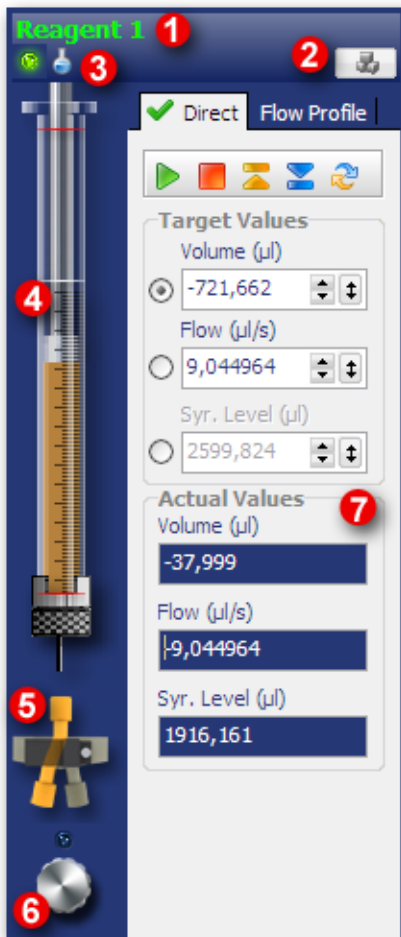 Reagent 1
1
2
3
Direct
Flow Profile
Target Values
Volume (µl)
4
-721,662
Flow (µl/s)
9,044964
Syr. Level (µl)
2599,824
Actual Values
7
Volume (µl)
-37,999
Flow (µl/s)
-9,044964
Syr. Level (µl)
5
1916,161
6